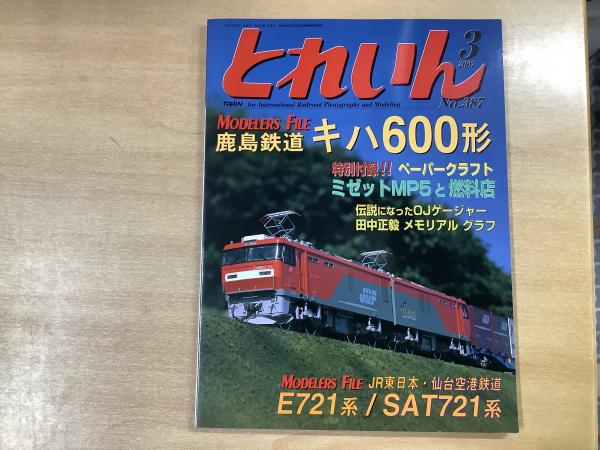 とれいん
3
2007
No.387
TRAIN for International Railroad Photography and Modeling
MODELERS FILE
鹿島鉄道 キハ600形
特別付録!! ペーパークラフト
ミゼットMP5と燃料店
伝説になったOJゲージャー
田中正毅 メモリアル グラフ
MODELERS FILE JR東日本・仙台空港鉄道
E721系 / SAT721系